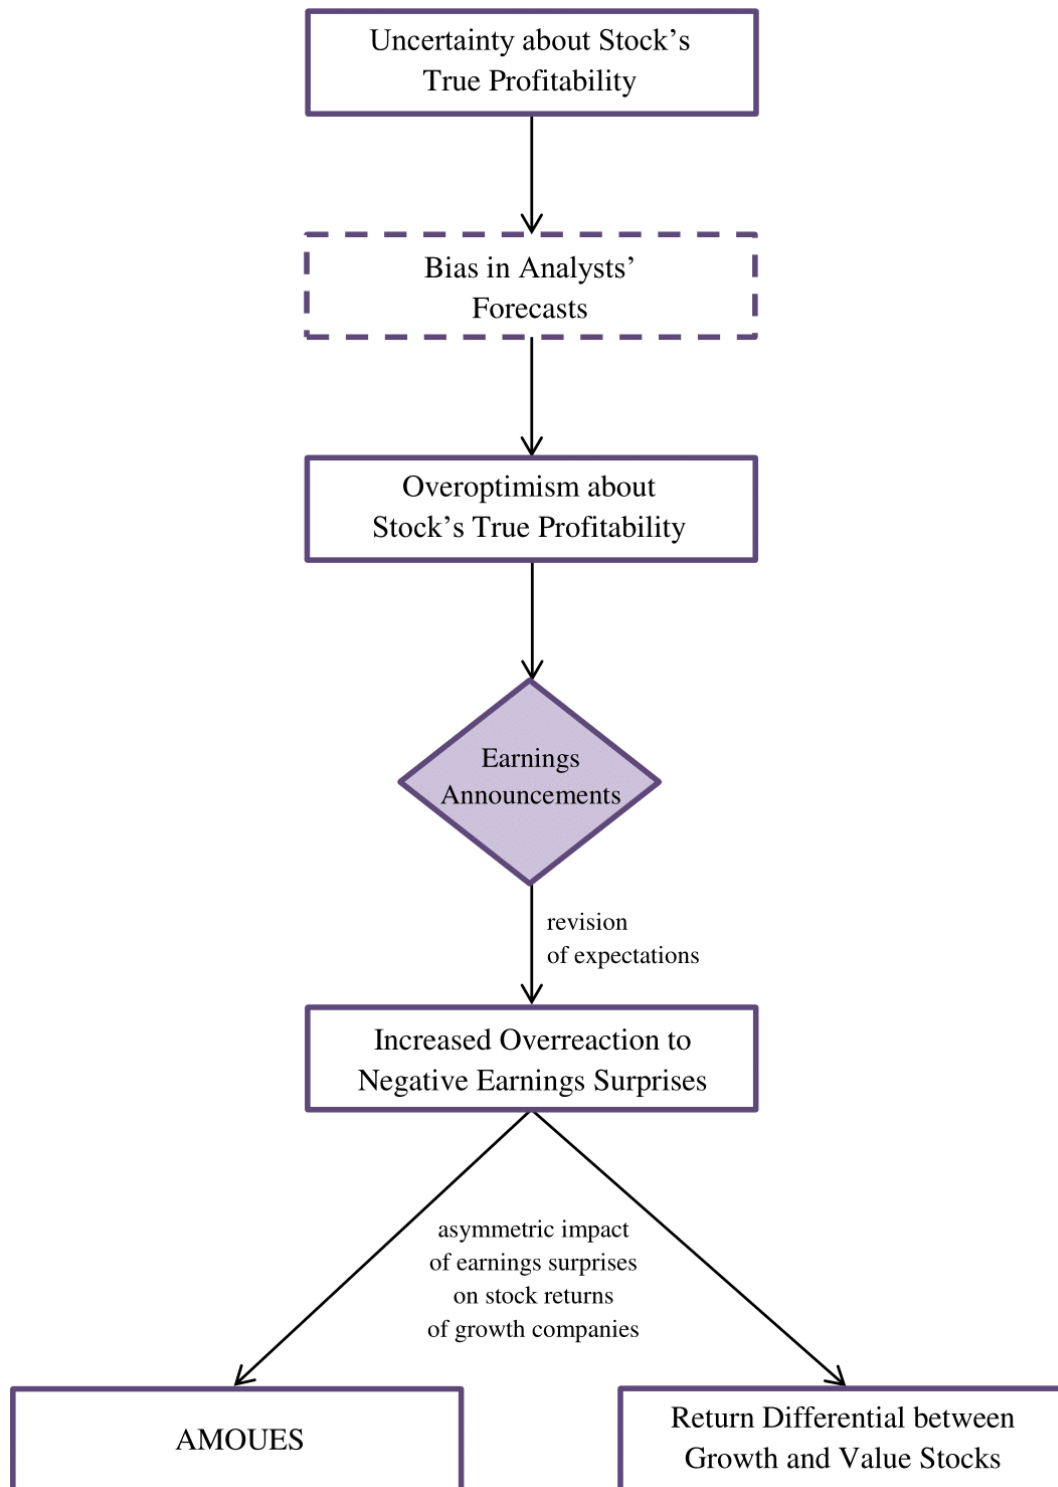 Uncertainty about Stock’s
True Profitability
Bias in Analysts’
Forecasts
Overoptimism about
Stock’s True Profitability
Earnings
Announcements
revision
of expectations
Increased Overreaction to
Negative Earnings Surprises
asymmetric impact
of earnings surprises
on stock returns
of growth companies
AMOUES
Return Differential between
Growth and Value Stocks